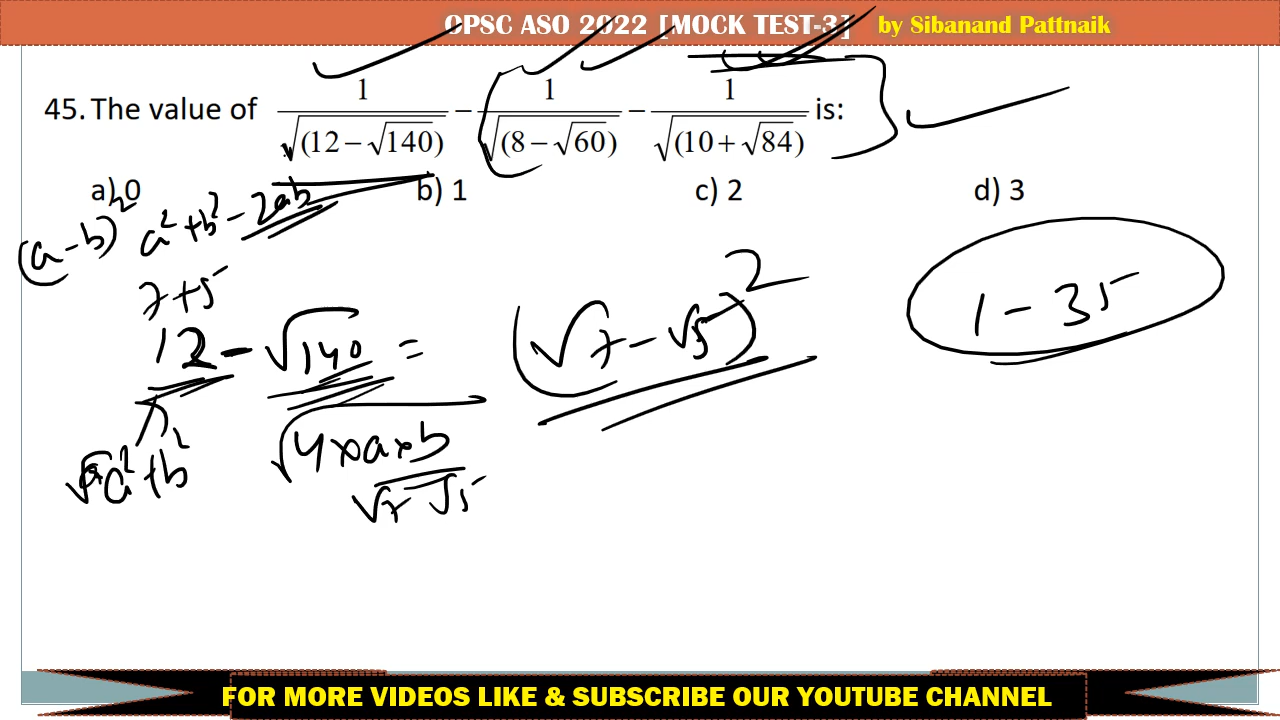 OPSC ASO 2022 [MOCK TEST-3] by Sibanand Pattnaik
45. The value of 1/√(12 − √140) − 1/√(8 − √60) − 1/√(10 + √84) is:
a) 0 b) 1 c) 2 d) 3
(a-b)² a²+b²-2ab
7+5
12 - √140 = (√7 - √5)²
1 - 35
√4×a×b
a²+b²
√7 √5
FOR MORE VIDEOS LIKE & SUBSCRIBE OUR YOUTUBE CHANNEL